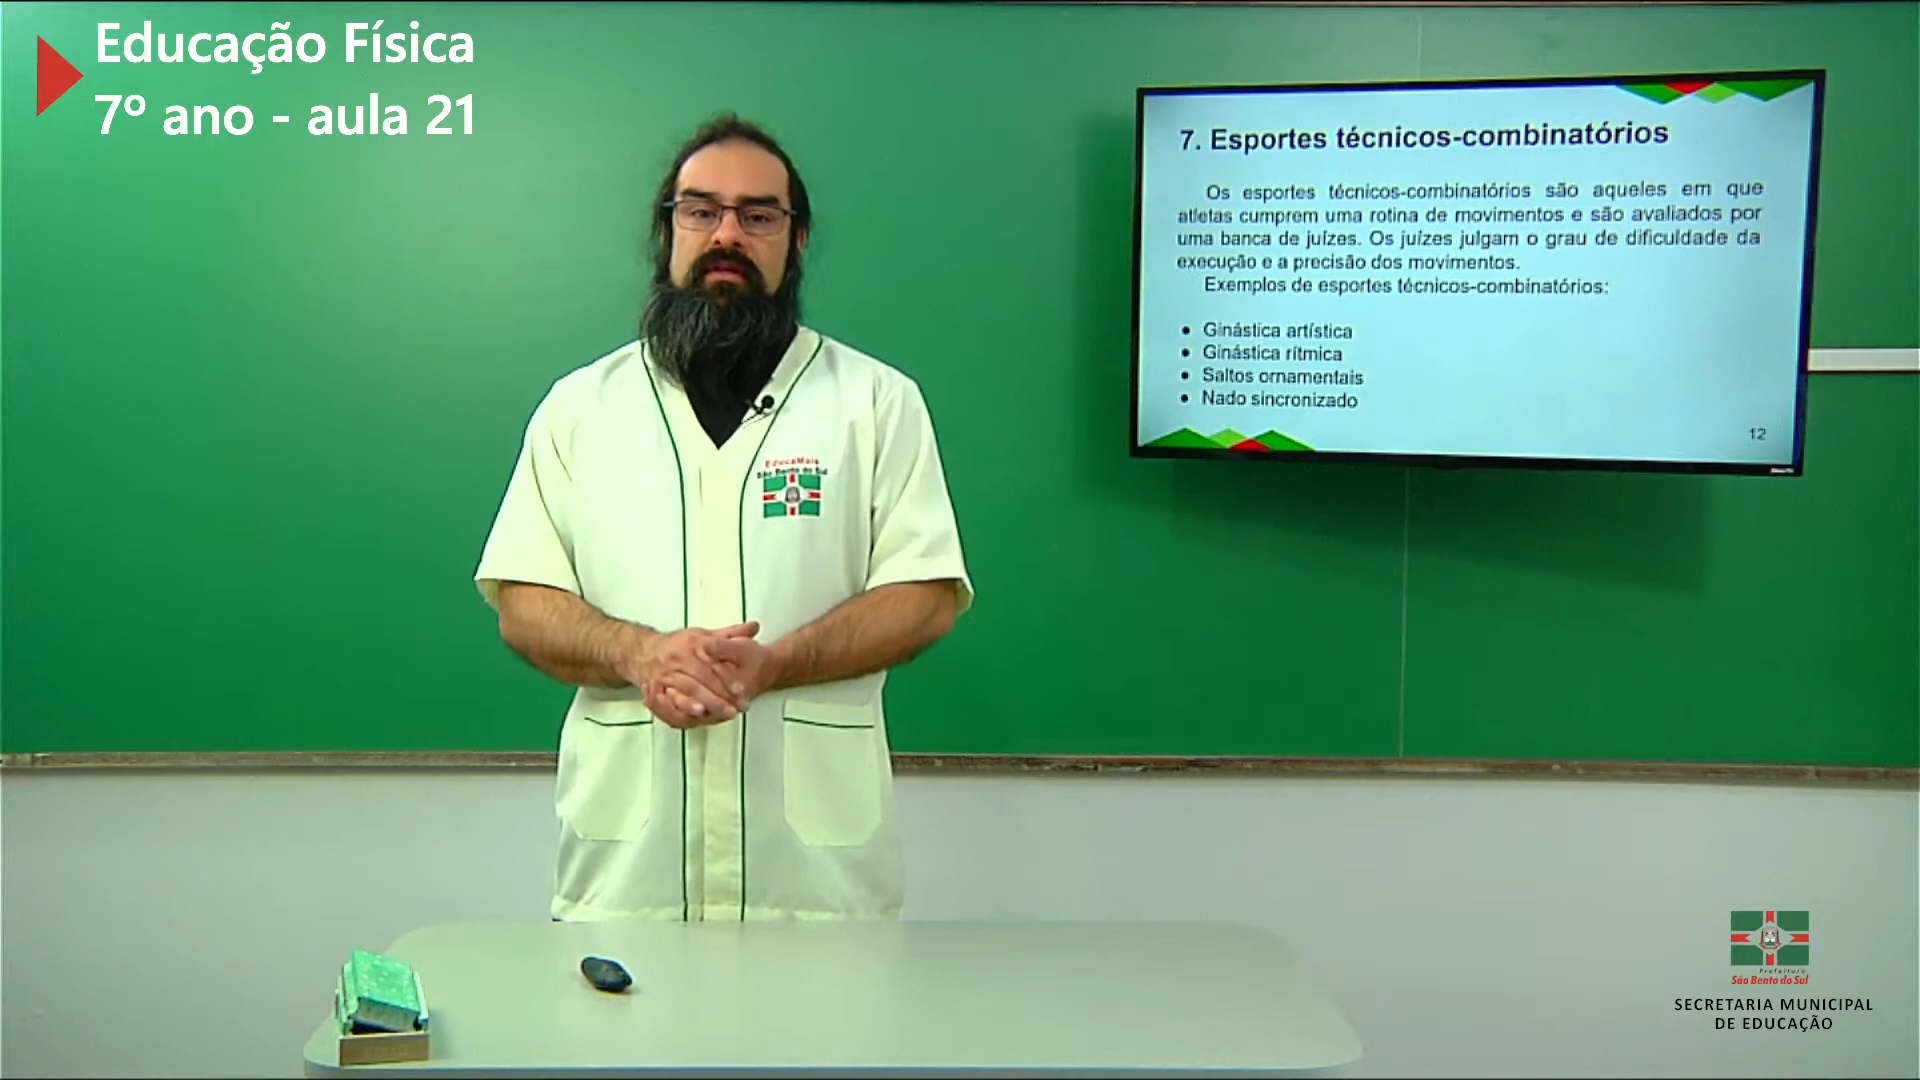 Educação Física
7º ano - aula 21
7. Esportes técnicos-combinatórios
Os esportes técnicos-combinatórios são aqueles em que
atletas cumprem uma rotina de movimentos e são avaliados por
uma banca de juízes. Os juízes julgam o grau de dificuldade da
execução e a precisão dos movimentos.
Exemplos de esportes técnicos-combinatórios:
● Ginástica artística
● Ginástica rítmica
● Saltos ornamentais
● Nado sincronizado
12
EducaMais
São Bento do Sul
Prefeitura
São Bento do Sul
SECRETARIA MUNICIPAL
DE EDUCAÇÃO